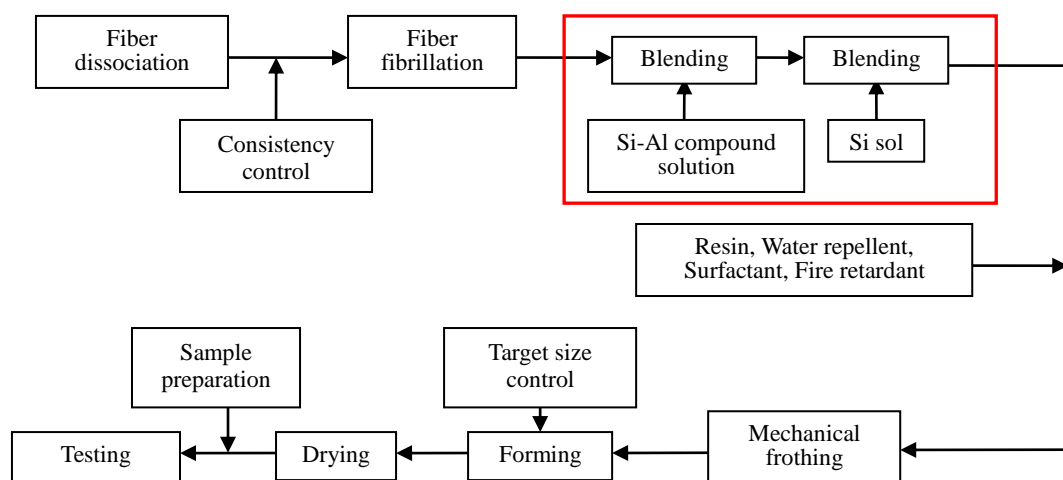 Fiber
dissociation
Fiber
fibrillation
Blending
Blending
Consistency
control
Si-Al compound
solution
Si sol
Resin, Water repellent,
Surfactant, Fire retardant
Sample
preparation
Target size
control
Testing
Drying
Forming
Mechanical
frothing